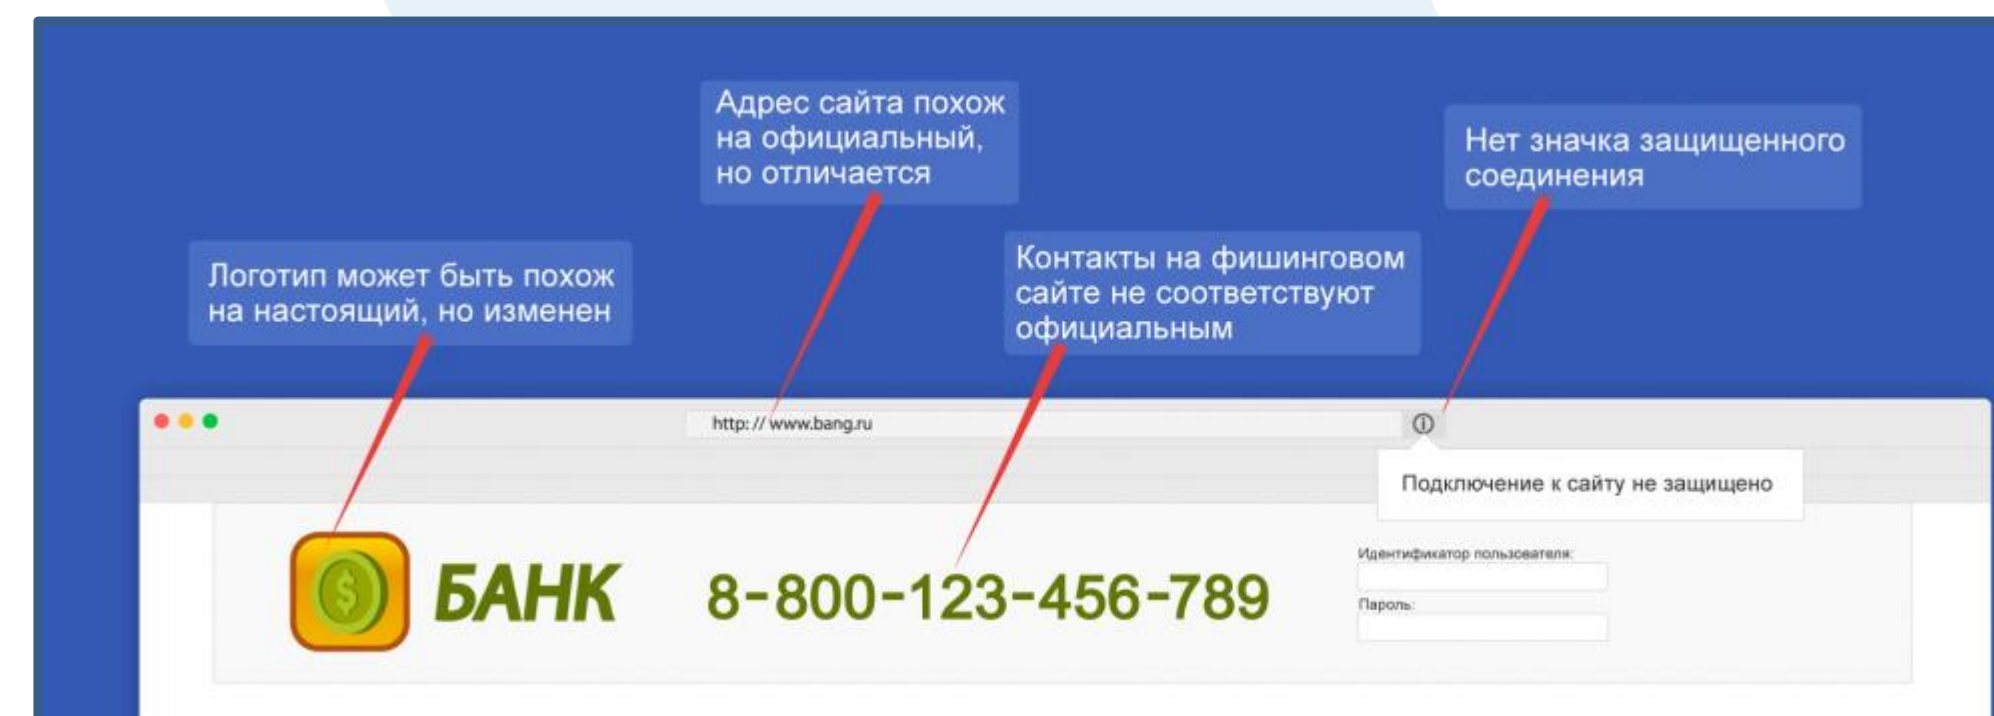 Адрес сайта похож
на официальный,
но отличается
Нет значка защищенного
соединения
Контакты на фишинговом
сайте не соответствуют
официальным
Логотип может быть похож
на настоящий, но изменен
http: // www.bang.ru
Подключение к сайту не защищено
БАНК
8-800-123-456-789
Идентификатор пользователя:
Пароль: